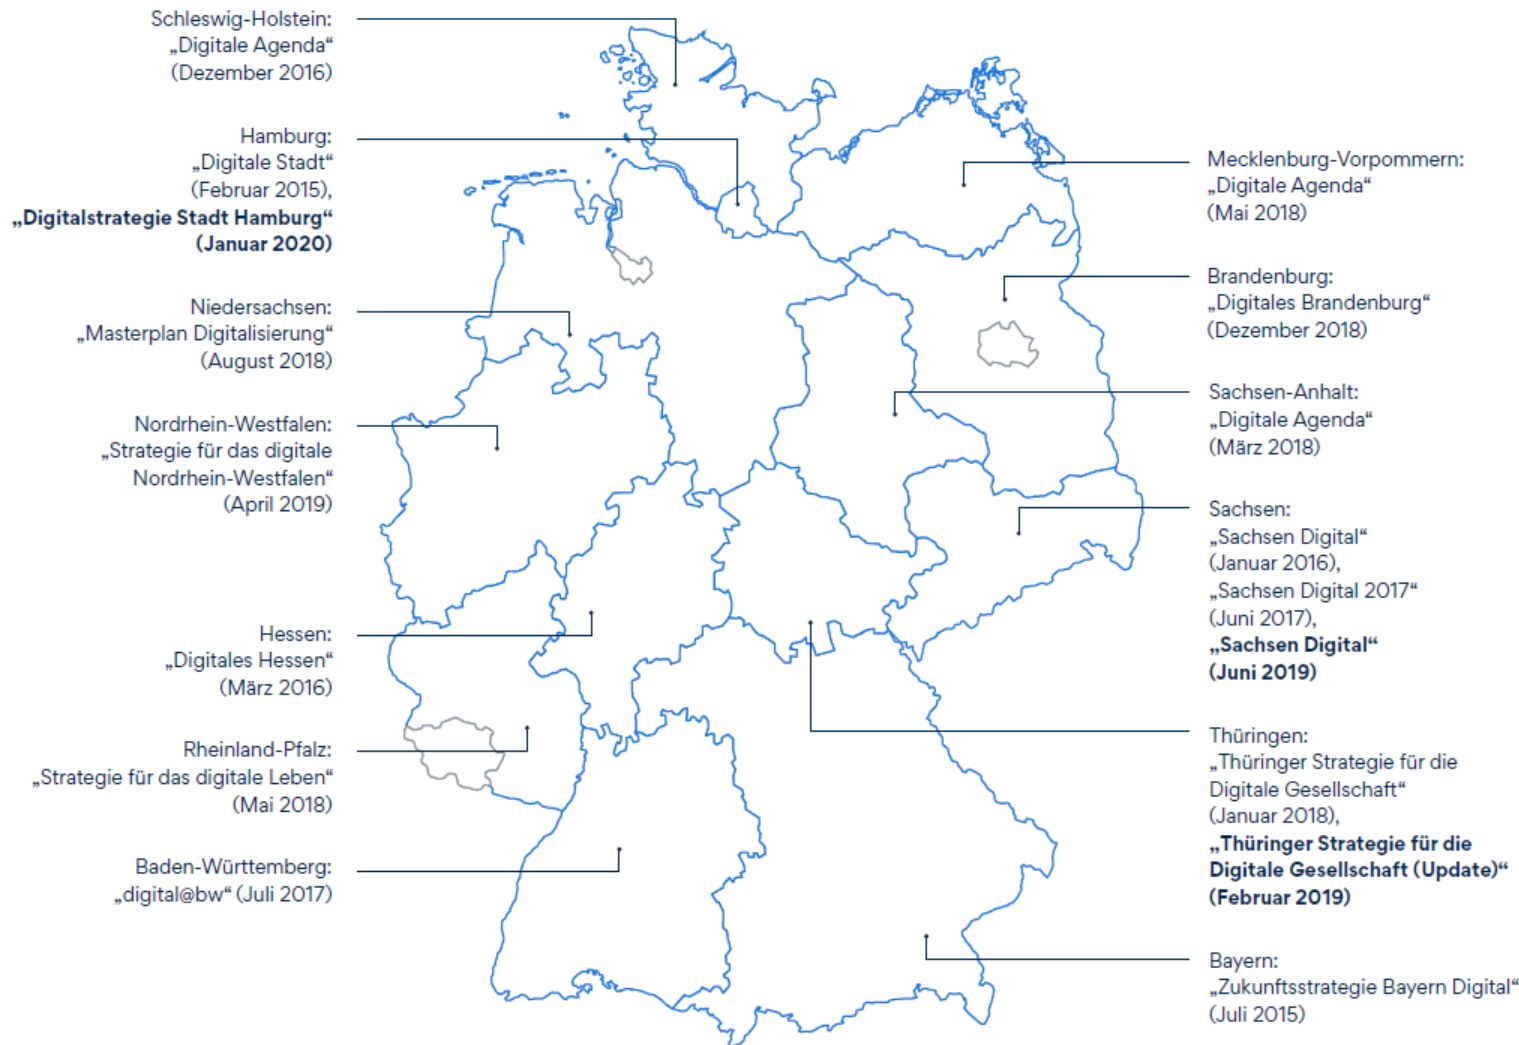 Schleswig-Holstein:
„Digitale Agenda“
(Dezember 2016)
Hamburg:
„Digitale Stadt“
(Februar 2015),
„Digitalstrategie Stadt Hamburg“
(Januar 2020)
Niedersachsen:
„Masterplan Digitalisierung“
(August 2018)
Nordrhein-Westfalen:
„Strategie für das digitale
Nordrhein-Westfalen“
(April 2019)
Hessen:
„Digitales Hessen“
(März 2016)
Rheinland-Pfalz:
„Strategie für das digitale Leben“
(Mai 2018)
Baden-Württemberg:
„digital@bw“ (Juli 2017)
Mecklenburg-Vorpommern:
„Digitale Agenda“
(Mai 2018)
Brandenburg:
„Digitales Brandenburg“
(Dezember 2018)
Sachsen-Anhalt:
„Digitale Agenda“
(März 2018)
Sachsen:
„Sachsen Digital“
(Januar 2016),
„Sachsen Digital 2017“
(Juni 2017),
„Sachsen Digital“
(Juni 2019)
Thüringen:
„Thüringer Strategie für die
Digitale Gesellschaft“
(Januar 2018),
„Thüringer Strategie für die
Digitale Gesellschaft (Update)“
(Februar 2019)
Bayern:
„Zukunftsstrategie Bayern Digital“
(Juli 2015)